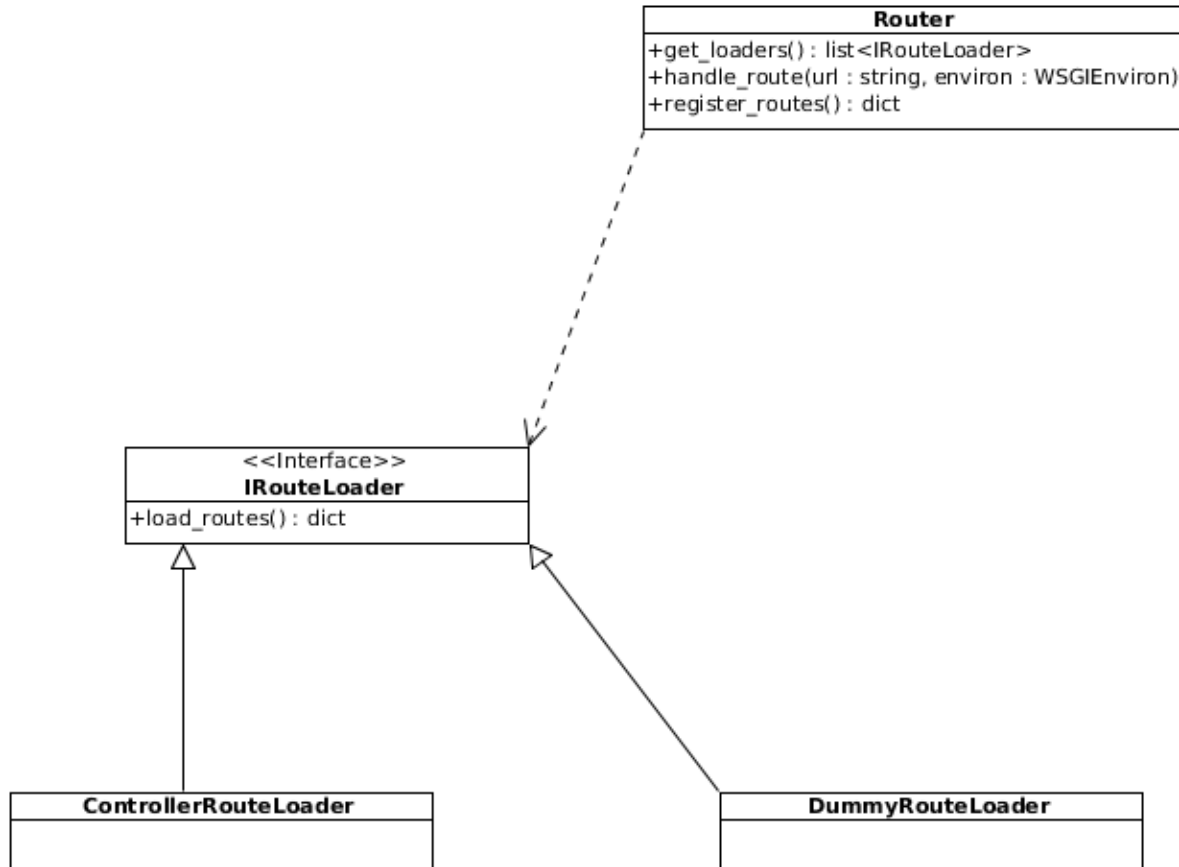 Router
+get_loaders() : list<IRouteLoader>
+handle_route(url : string, environ : WSGIEnviron)
+register_routes() : dict
<<Interface>>
IRouteLoader
+load_routes() : dict
ControllerRouteLoader
DummyRouteLoader